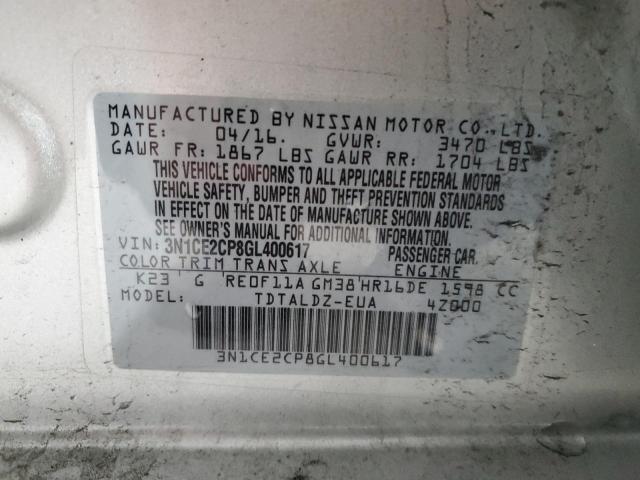 MANUFACTURED BY NISSAN MOTOR CO., LTD.
DATE: 04/16. GVWR: 3470 LBS
GAWR FR: 1867 LBS GAWR RR: 1704 LBS
THIS VEHICLE CONFORMS TO ALL APPLICABLE FEDERAL MOTOR
VEHICLE SAFETY, BUMPER AND THEFT PREVENTION STANDARDS
IN EFFECT ON THE DATE OF MANUFACTURE SHOWN ABOVE.
SEE OWNER'S MANUAL FOR ADDITIONAL INFORMATION.
VIN: 3N1CE2CP8GL400617 PASSENGER CAR.
COLOR TRIM TRANS AXLE ENGINE
K23 G RE0F11A GM38 HR16DE 1598 CC
MODEL: TDTALDZ-EUA 42000
3N1CE2CP8GL400617